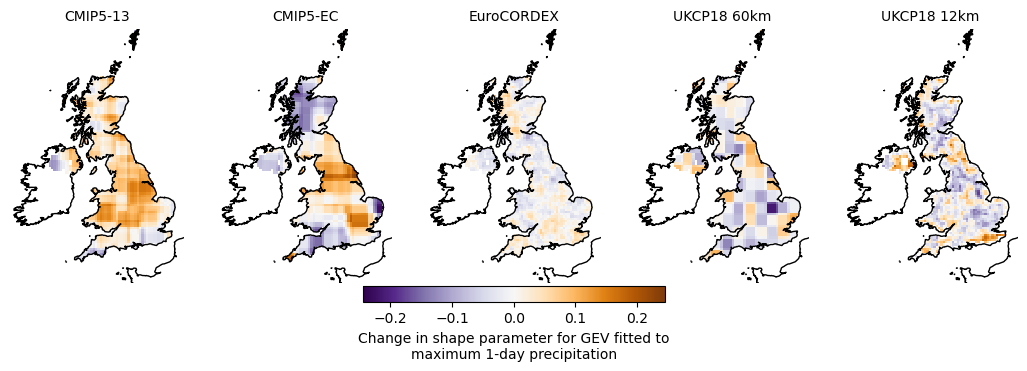 CMIP5-13
CMIP5-EC
EuroCORDEX
UKCP18 60km
UKCP18 12km
−0.2
−0.1
0.0
0.1
0.2
Change in shape parameter for GEV fitted to
maximum 1-day precipitation